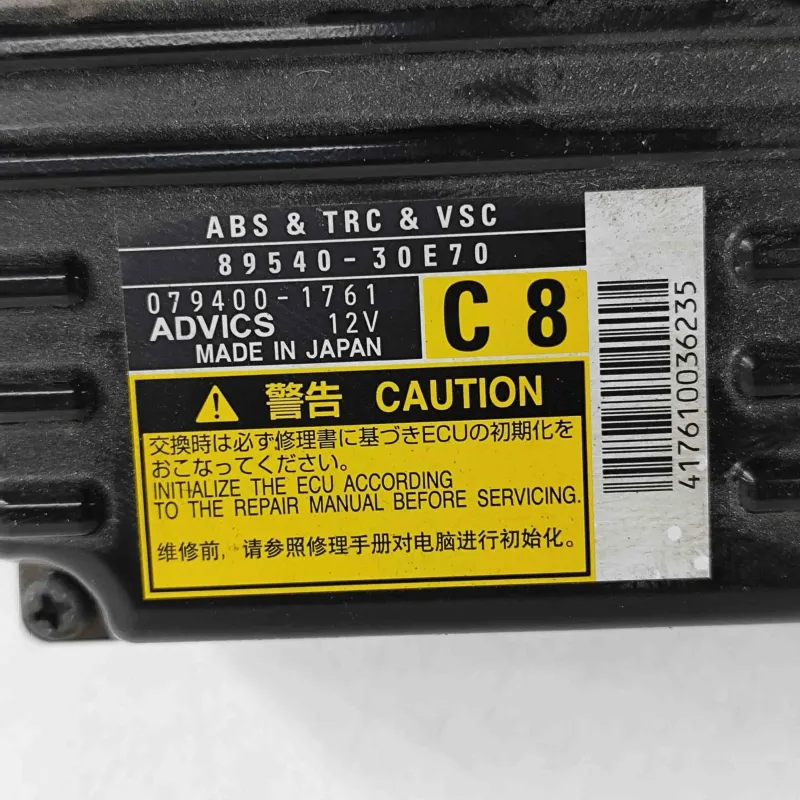 ABS & TRC & VSC
89540-30E70
079400-1761
ADVICS 12V
MADE IN JAPAN
C 8
警告 CAUTION
交換時は必ず修理書に基づきECUの初期化を
おこなってください。
INITIALIZE THE ECU ACCORDING
TO THE REPAIR MANUAL BEFORE SERVICING.
维修前, 请参照修理手册对电脑进行初始化。
417610036235